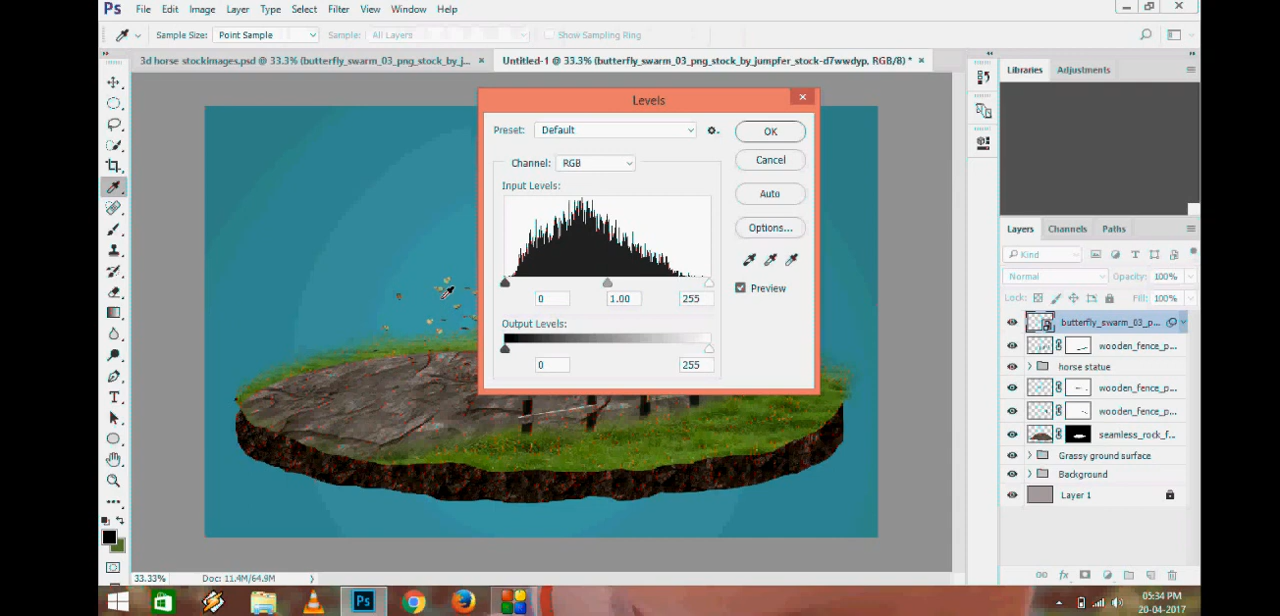 Ps File Edit Image Layer Type Select Filter 3D View Window Help
Sample Size: Point Sample Sample: All Layers Show Sampling Ring
3d horse stockimages.psd @ 33.3% (butterfly_swarm_03_png_stock_by_j...
Untitled-1 @ 33.3% (butterfly_swarm_03_png_stock_by_jumpfer_stock-d7wwdyp, RGB/8) *
Levels
Preset: Default
OK
Channel: RGB
Cancel
Input Levels:
Auto
Options...
0 1.00 255
Preview
Output Levels:
0 255
Libraries Adjustments
Layers Channels Paths
Kind
Normal Opacity: 100%
Lock: Fill: 100%
butterfly_swarm_03_p...
wooden_fence_p...
horse statue
wooden_fence_p...
wooden_fence_p...
seamless_rock_f...
Grassy ground surface
Background
Layer 1
fx
33.33% Doc: 11.4M/64.9M
Ps
05:34 PM
20-04-2017